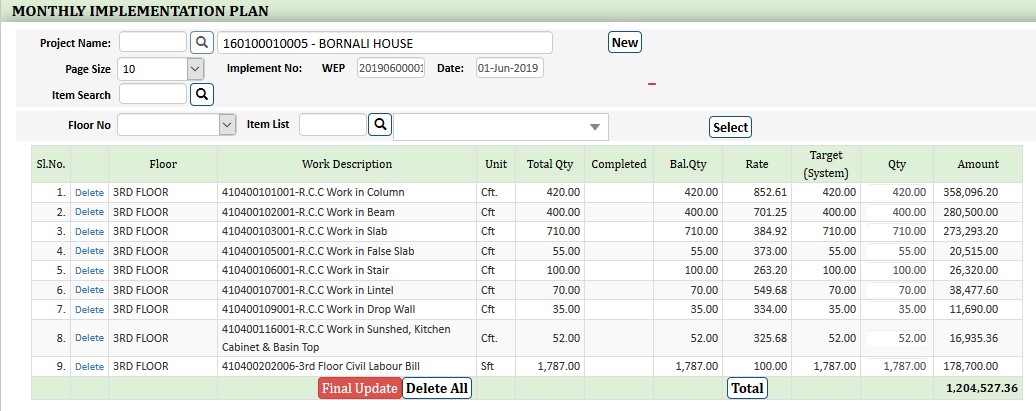 MONTHLY IMPLEMENTATION PLAN
Project Name: 160100010005 - BORNALI HOUSE New
Page Size 10 Implement No: WEP 20190600001 Date: 01-Jun-2019
Item Search
Floor No Item List Select
Sl.No. Floor Work Description Unit Total Qty Completed Bal.Qty Rate Target (System) Qty Amount
1. Delete 3RD FLOOR 410400101001-R.C.C Work in Column Cft. 420.00 420.00 852.61 420.00 420.00 358,096.20
2. Delete 3RD FLOOR 410400102001-R.C.C Work in Beam Cft 400.00 400.00 701.25 400.00 400.00 280,500.00
3. Delete 3RD FLOOR 410400103001-R.C.C Work in Slab Cft 710.00 710.00 384.92 710.00 710.00 273,293.20
4. Delete 3RD FLOOR 410400105001-R.C.C Work in False Slab Cft 55.00 55.00 373.00 55.00 55.00 20,515.00
5. Delete 3RD FLOOR 410400106001-R.C.C Work in Stair Cft 100.00 100.00 263.20 100.00 100.00 26,320.00
6. Delete 3RD FLOOR 410400107001-R.C.C Work in Lintel Cft 70.00 70.00 549.68 70.00 70.00 38,477.60
7. Delete 3RD FLOOR 410400109001-R.C.C Work in Drop Wall Cft 35.00 35.00 334.00 35.00 35.00 11,690.00
8. Delete 3RD FLOOR 410400116001-R.C.C Work in Sunshed, Kitchen Cabinet & Basin Top Cft. 52.00 52.00 325.68 52.00 52.00 16,935.36
9. Delete 3RD FLOOR 410400202006-3rd Floor Civil Labour Bill Sft 1,787.00 1,787.00 100.00 1,787.00 1,787.00 178,700.00
Final Update Delete All Total 1,204,527.36